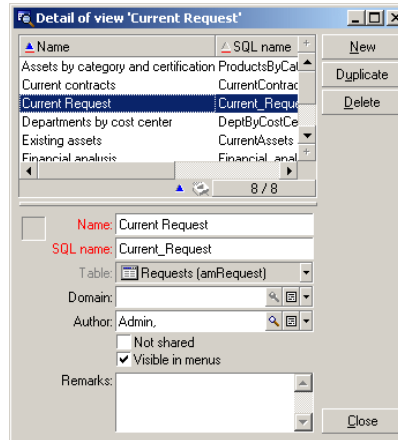 Detail of view 'Current Request'
Name SQL name
New
Assets by category and certification ProductsByCat
Duplicate
Current contracts CurrentContrac
Current Request Current_Reque
Delete
Departments by cost center DeptByCostCe
Existing assets CurrentAssets
Financial analysis Financial_anal
8 / 8
Name: Current Request
SQL name: Current_Request
Table: Requests (amRequest)
Domain:
Author: Admin,
Not shared
Visible in menus
Remarks:
Close